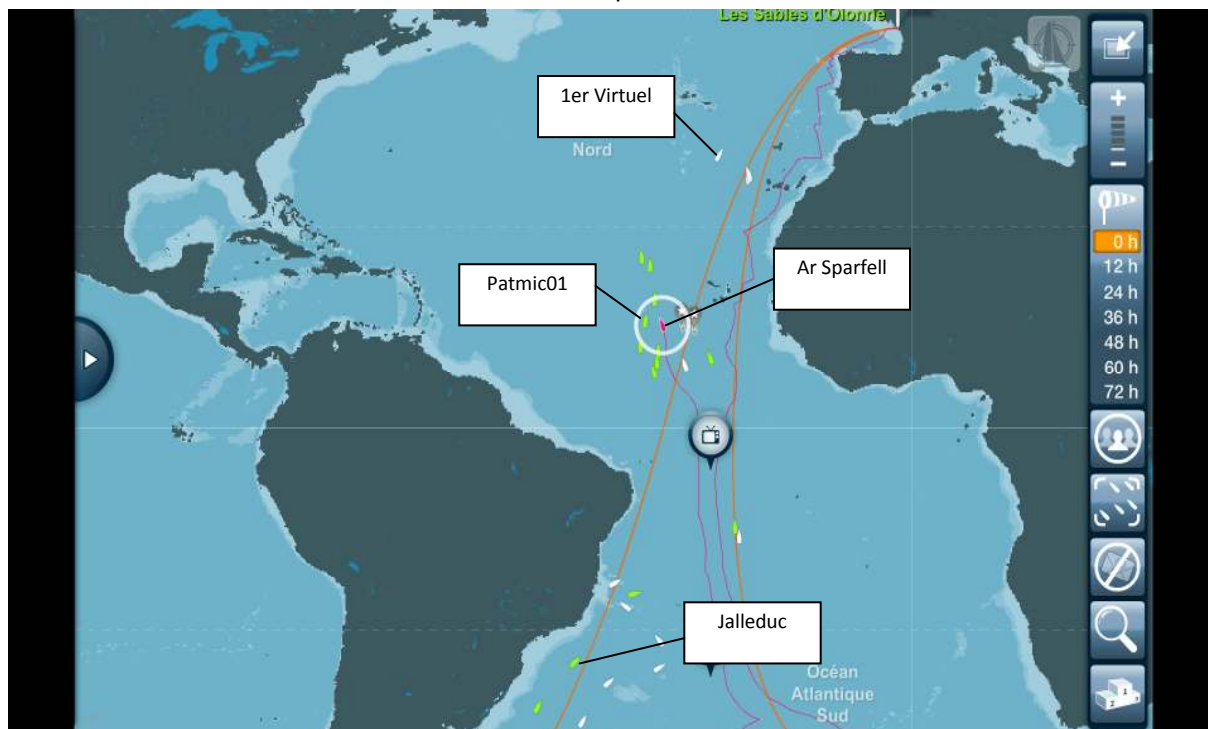 Les Sables d'Olonne
1er Virtuel
Nord
Ar Sparfell
Patmic01
+
-
0 h
12 h
24 h
36 h
48 h
60 h
72 h
Jalleduc
Océan
Atlantique
Sud